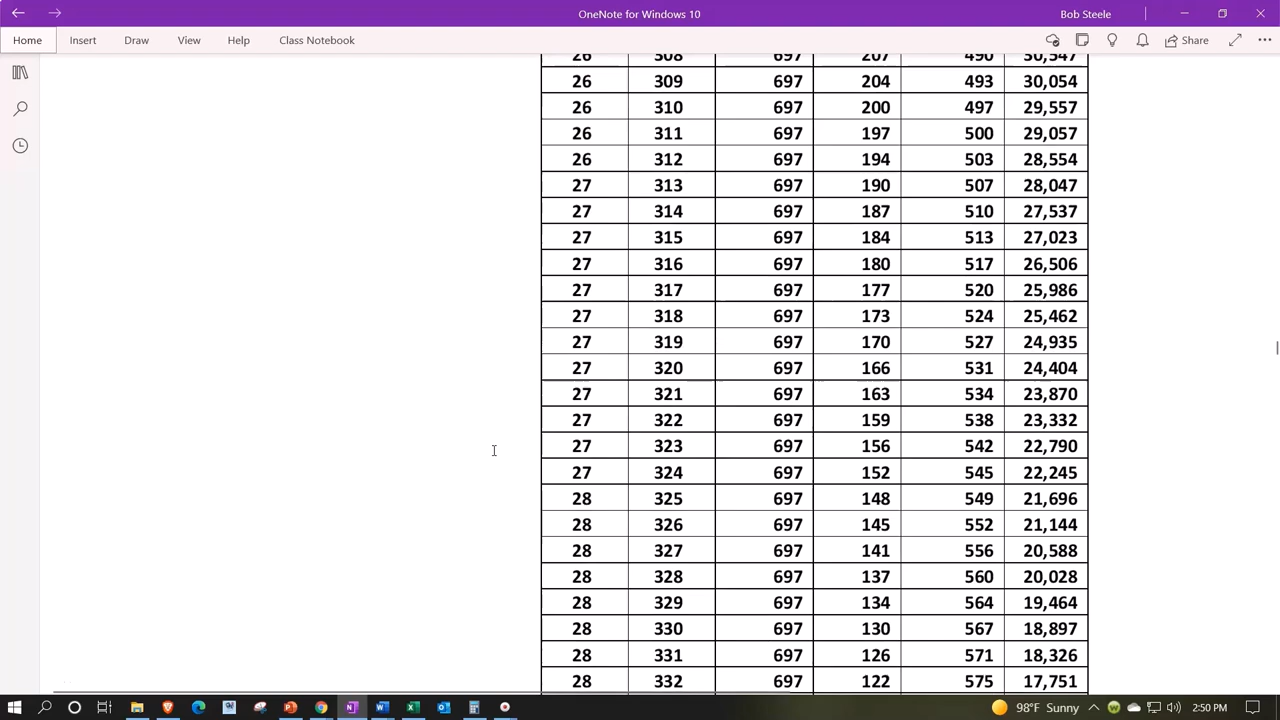 OneNote for Windows 10
Bob Steele
Home Insert Draw View Help Class Notebook
Share
26 308 697 207 490 30,547
26 309 697 204 493 30,054
26 310 697 200 497 29,557
26 311 697 197 500 29,057
26 312 697 194 503 28,554
27 313 697 190 507 28,047
27 314 697 187 510 27,537
27 315 697 184 513 27,023
27 316 697 180 517 26,506
27 317 697 177 520 25,986
27 318 697 173 524 25,462
27 319 697 170 527 24,935
27 320 697 166 531 24,404
27 321 697 163 534 23,870
27 322 697 159 538 23,332
27 323 697 156 542 22,790
27 324 697 152 545 22,245
28 325 697 148 549 21,696
28 326 697 145 552 21,144
28 327 697 141 556 20,588
28 328 697 137 560 20,028
28 329 697 134 564 19,464
28 330 697 130 567 18,897
28 331 697 126 571 18,326
28 332 697 122 575 17,751
98°F Sunny
2:50 PM